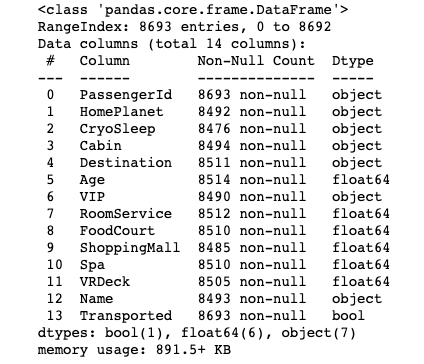 <class 'pandas.core.frame.DataFrame'>
RangeIndex: 8693 entries, 0 to 8692
Data columns (total 14 columns):
 #   Column        Non-Null Count  Dtype
---  ------        --------------  -----
 0   PassengerId   8693 non-null   object
 1   HomePlanet    8492 non-null   object
 2   CryoSleep     8476 non-null   object
 3   Cabin         8494 non-null   object
 4   Destination   8511 non-null   object
 5   Age           8514 non-null   float64
 6   VIP           8490 non-null   object
 7   RoomService   8512 non-null   float64
 8   FoodCourt     8510 non-null   float64
 9   ShoppingMall  8485 non-null   float64
 10  Spa           8510 non-null   float64
 11  VRDeck        8505 non-null   float64
 12  Name          8493 non-null   object
 13  Transported   8693 non-null   bool
dtypes: bool(1), float64(6), object(7)
memory usage: 891.5+ KB